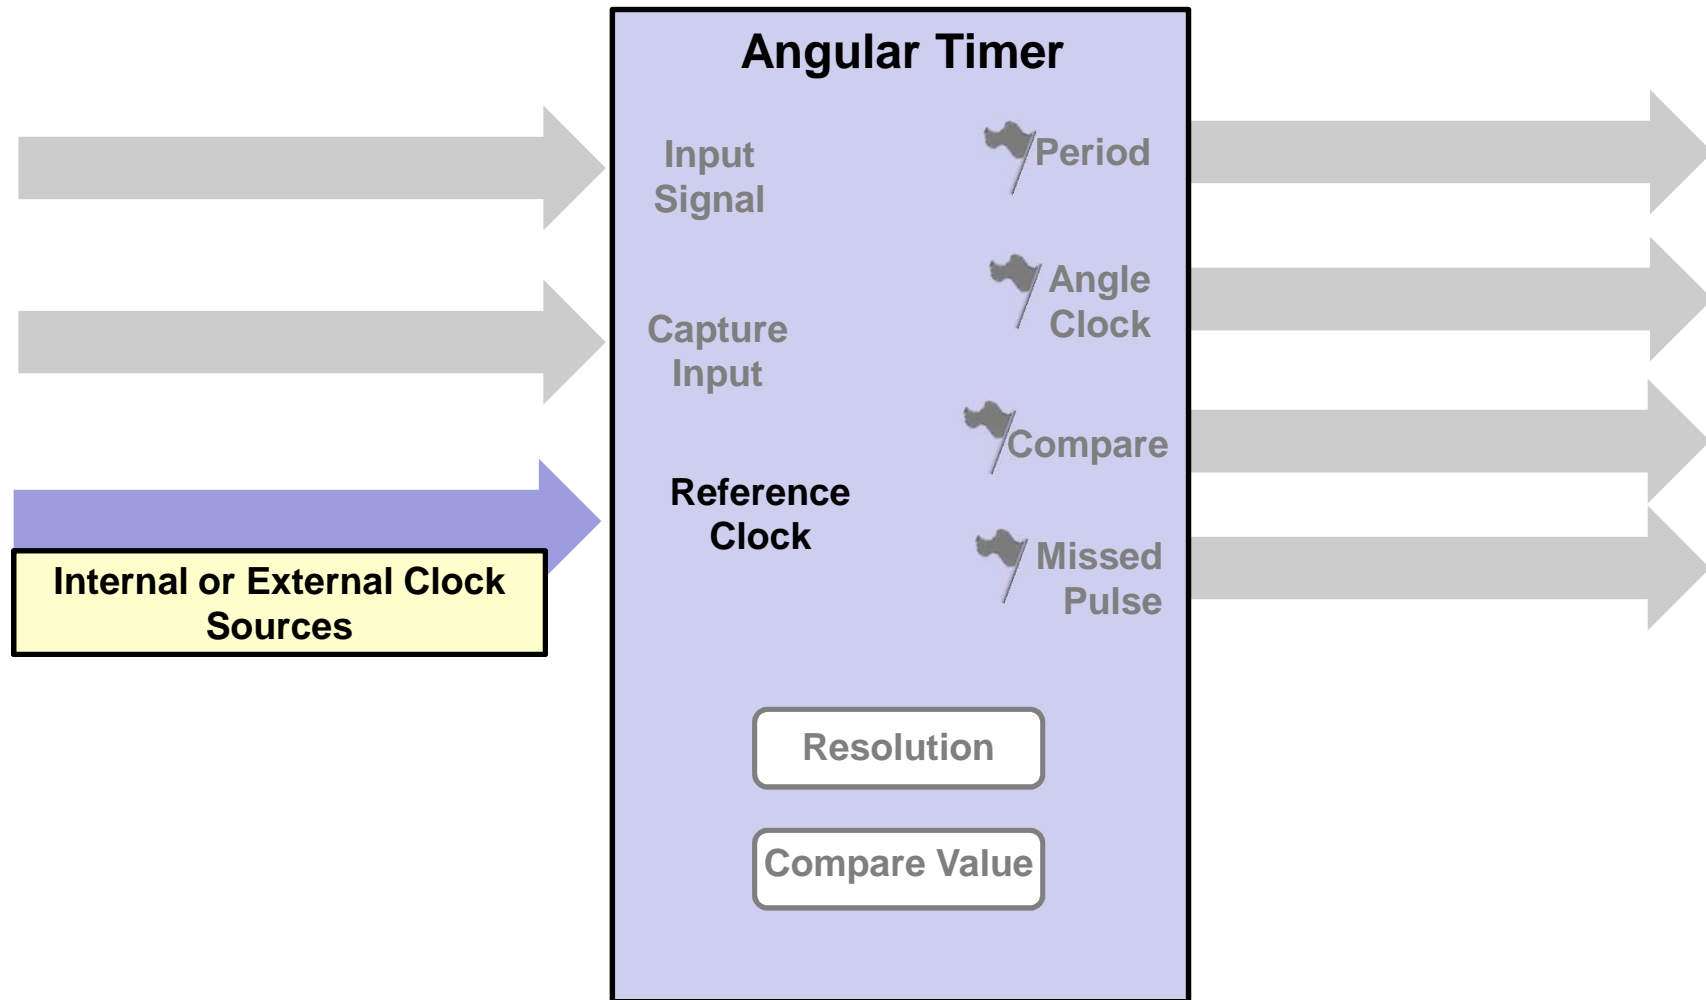 Angular Timer
Input
Signal
Period
Angle
Clock
Capture
Input
Compare
Reference
Clock
Missed
Pulse
Internal or External Clock
Sources
Resolution
Compare Value